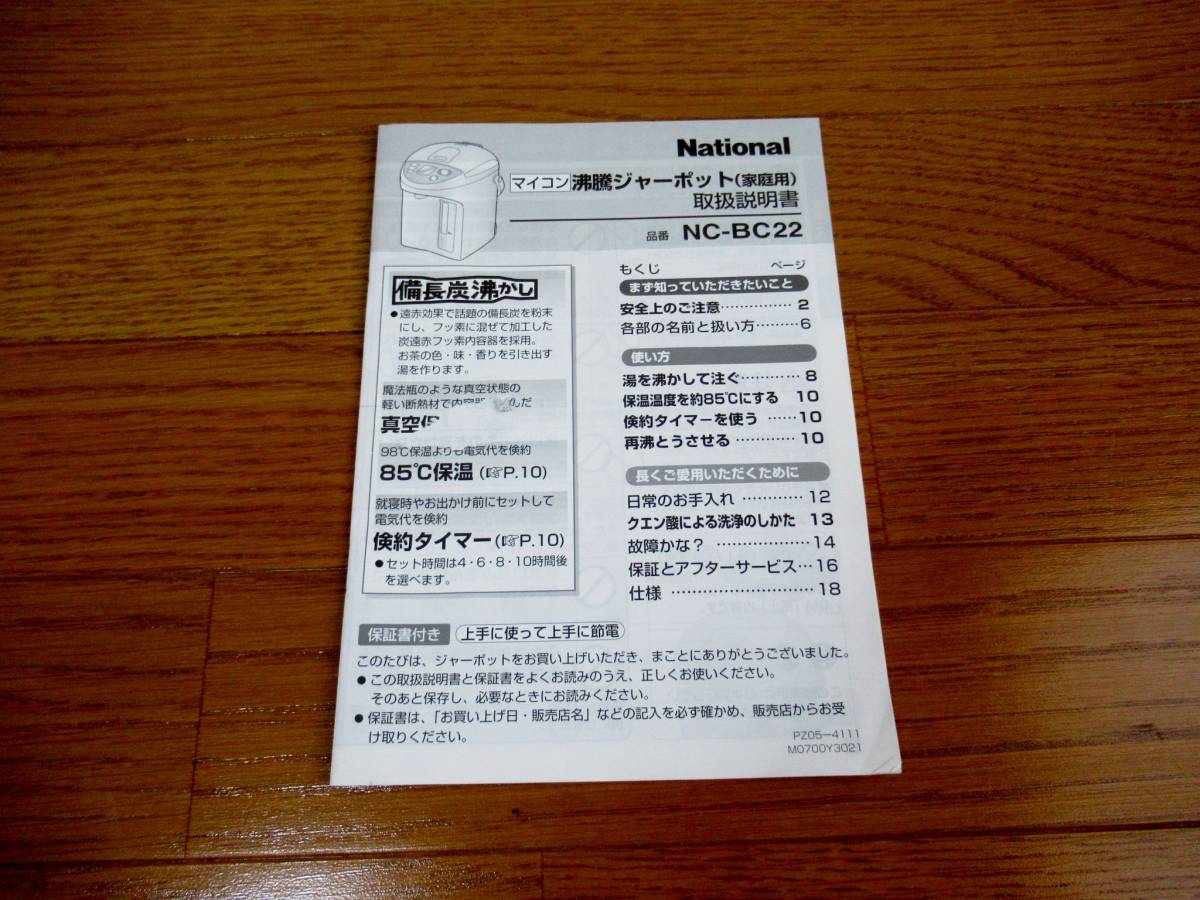 National
マイコン 沸騰ジャーポット(家庭用)
取扱説明書
品番 NC-BC22
備長炭沸かし
●遠赤効果で話題の備長炭を粉末
にし、フッ素に混ぜて加工した
炭遠赤フッ素内容器を採用。
お茶の色・味・香りを引き出す
湯を作ります。
魔法瓶のような真空状態の
軽い断熱材で内容器 んだ
真空
98℃保温よりも電気代を倹約
85℃保温(☞P.10)
就寝時やお出かけ前にセットして
電気代を倹約
倹約タイマー(☞P.10)
●セット時間は4・6・8・10時間後
を選べます。
もくじ ページ
まず知っていただきたいこと
安全上のご注意…………… 2
各部の名前と扱い方………6
使い方
湯を沸かして注ぐ………… 8
保温温度を約85℃にする 10
倹約タイマーを使う ……10
再沸とうさせる ………… 10
長くご愛用いただくために
日常のお手入れ ………… 12
クエン酸による洗浄のしかた 13
故障かな? ……………… 14
保証とアフターサービス…16
仕様 ……………………… 18
保証書付き 上手に使って上手に節電
このたびは、ジャーポットをお買い上げいただき、まことにありがとうございました。
●この取扱説明書と保証書をよくお読みのうえ、正しくお使いください。
そのあと保存し、必要なときにお読みください。
●保証書は、「お買い上げ日・販売店名」などの記入を必ず確かめ、販売店からお受
け取りください。
PZ05-4111
M0700Y3021